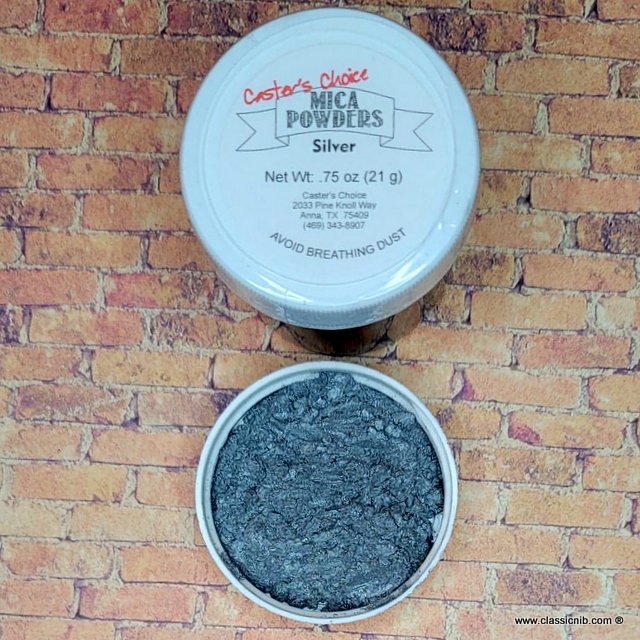 Caster's Choice
MICA
POWDERS
Silver
Net Wt: .75 oz (21 g)
Caster's Choice
2033 Pine Knoll Way
Anna, TX 75409
(469) 343-8907
AVOID BREATHING DUST
www.classicnib.com ®